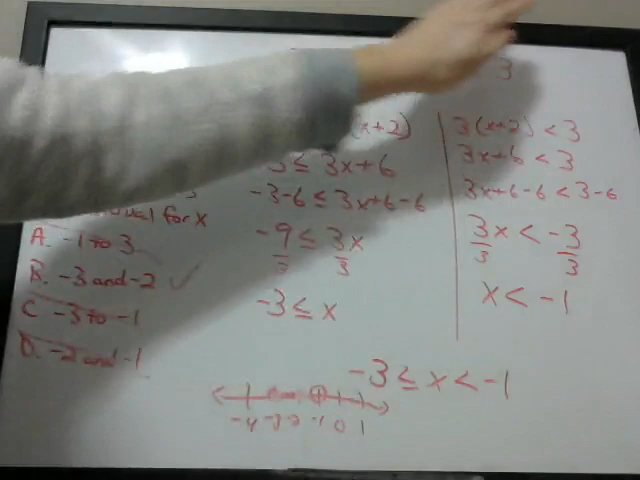 3
(x+2)
≤ 3x+6
-3-6 ≤ 3x+6-6
-9 ≤ 3x
3 3
-3 ≤ x
3(x+2) < 3
3x+6 < 3
3x+6-6 < 3-6
3x < -3
3 3
x < -1
for x
A. -1 to 3
B. -3 and -2 ✓
C -3 to -1
D. -2 and -1
-3 ≤ x < -1
-4 -3 -2 -1 0 1